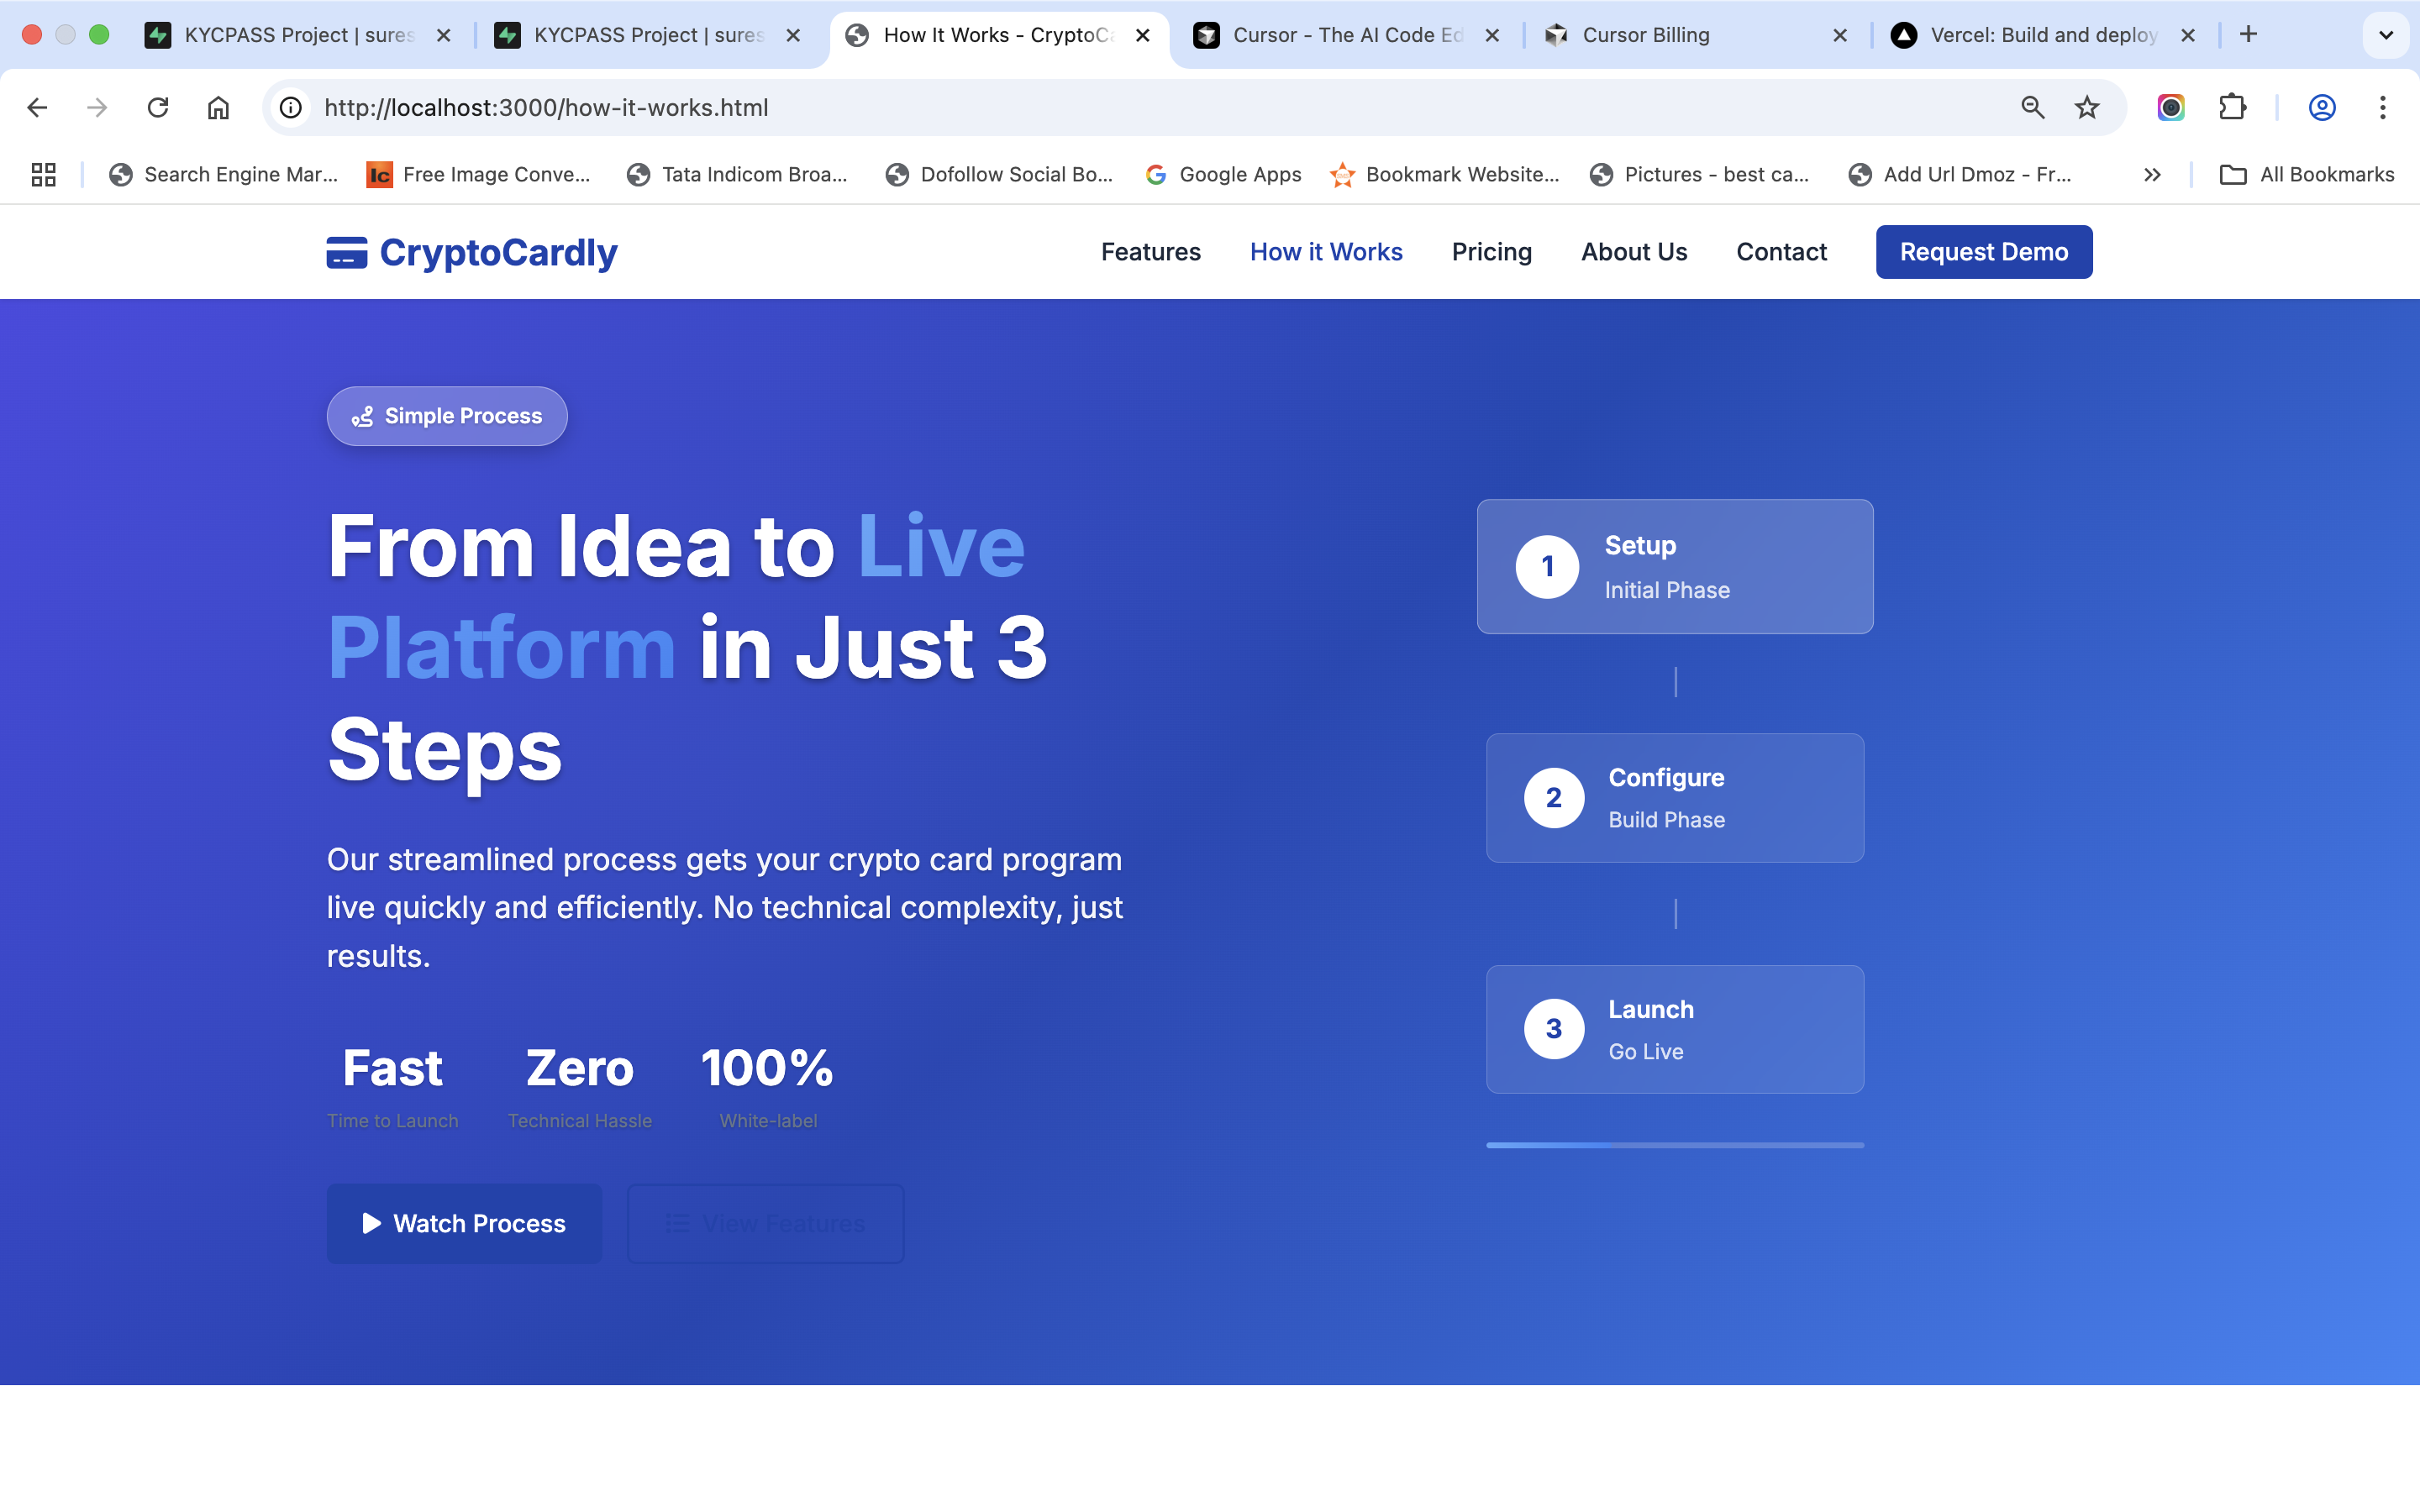 KYCPASS Project | sures
KYCPASS Project | sures
How It Works - CryptoCa
Cursor - The AI Code Ed
Cursor Billing
Vercel: Build and deploy
http://localhost:3000/how-it-works.html
Search Engine Mar...
Free Image Conve...
Tata Indicom Broa...
Dofollow Social Bo...
Google Apps
Bookmark Website...
Pictures - best ca...
Add Url Dmoz - Fr...
All Bookmarks
CryptoCardly
Features
How it Works
Pricing
About Us
Contact
Request Demo
Simple Process
From Idea to Live
Platform in Just 3
Steps
Our streamlined process gets your crypto card program
live quickly and efficiently. No technical complexity, just
results.
Fast
Time to Launch
Zero
Technical Hassle
100%
White-label
Watch Process
View Features
1
Setup
Initial Phase
2
Configure
Build Phase
3
Launch
Go Live